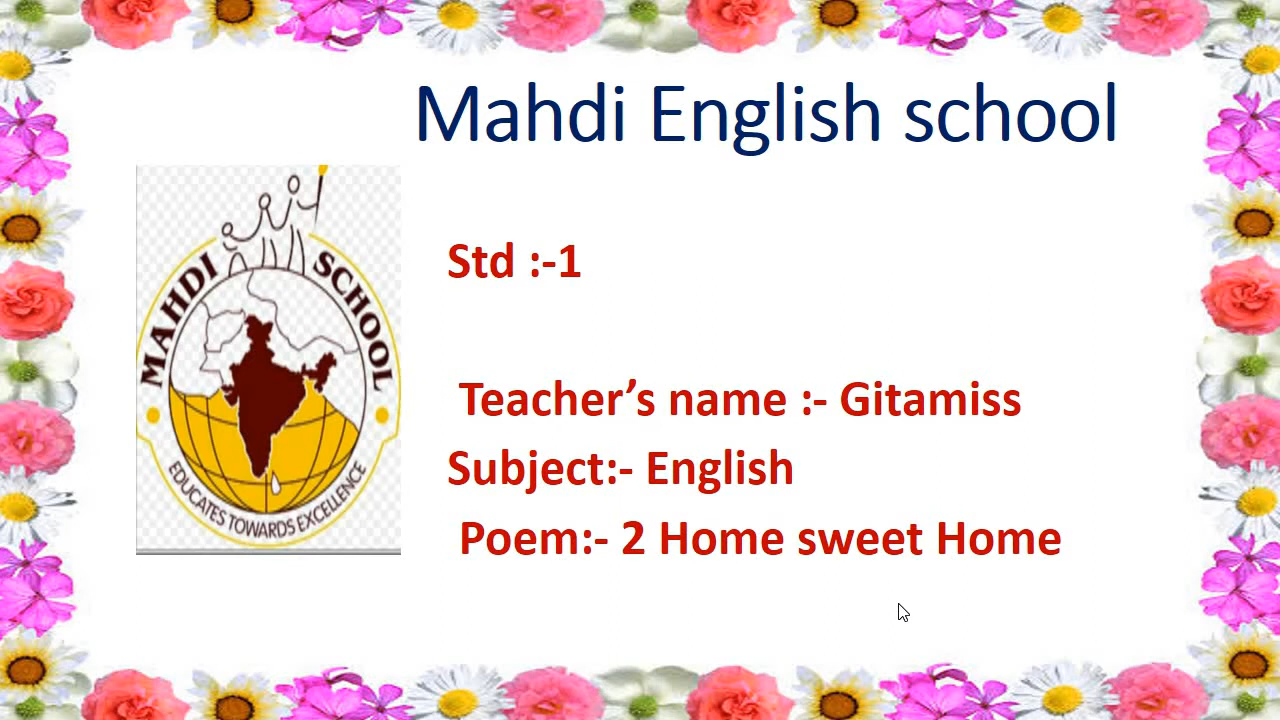 Mahdi English school
MAHDI SCHOOL
EDUCATES TOWARDS EXCELLENCE
Std :-1
Teacher’s name :- Gitamiss
Subject:- English
Poem:- 2 Home sweet Home